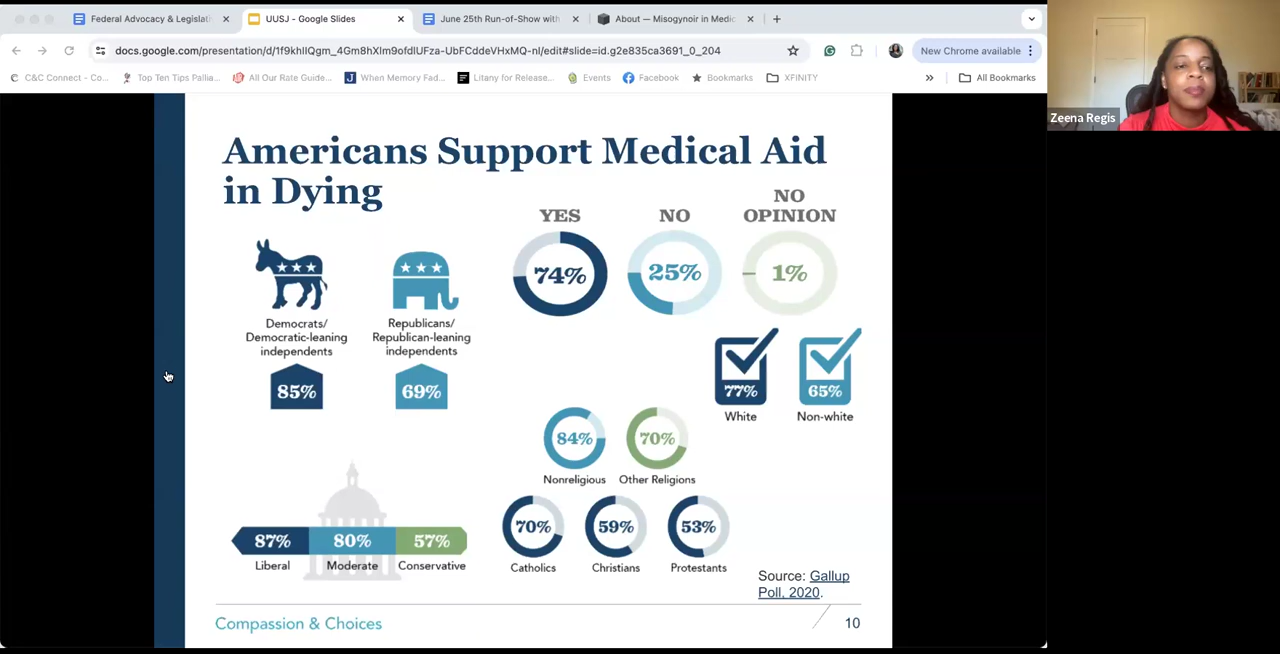 Federal Advocacy & Legislati
UUSJ - Google Slides
June 25th Run-of-Show with
About — Misogynoir in Medic
docs.google.com/presentation/d/1f9khllQgm_4Gm8hXlm9ofdlUFza-UbFCddeVHxMQ-nI/edit#slide=id.g2e835ca3691_0_204
New Chrome available
C&C Connect - Co...
Top Ten Tips Pallia...
All Our Rate Guide...
When Memory Fad...
Litany for Release...
Events
Facebook
Bookmarks
XFINITY
»
All Bookmarks
Zeena Regis
Americans Support Medical Aid
in Dying
YES
NO
NO
OPINION
74%
25%
1%
Democrats/
Democratic-leaning
independents
85%
Republicans/
Republican-leaning
independents
69%
77%
White
65%
Non-white
84%
Nonreligious
70%
Other Religions
87%
80%
57%
Liberal
Moderate
Conservative
70%
Catholics
59%
Christians
53%
Protestants
Source: Gallup
Poll, 2020.
Compassion & Choices
10